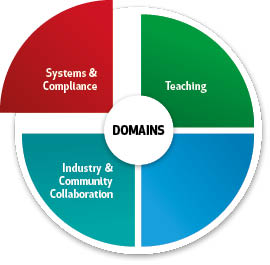 Systems &
Compliance
Teaching
DOMAINS
Industry &
Community
Collaboration